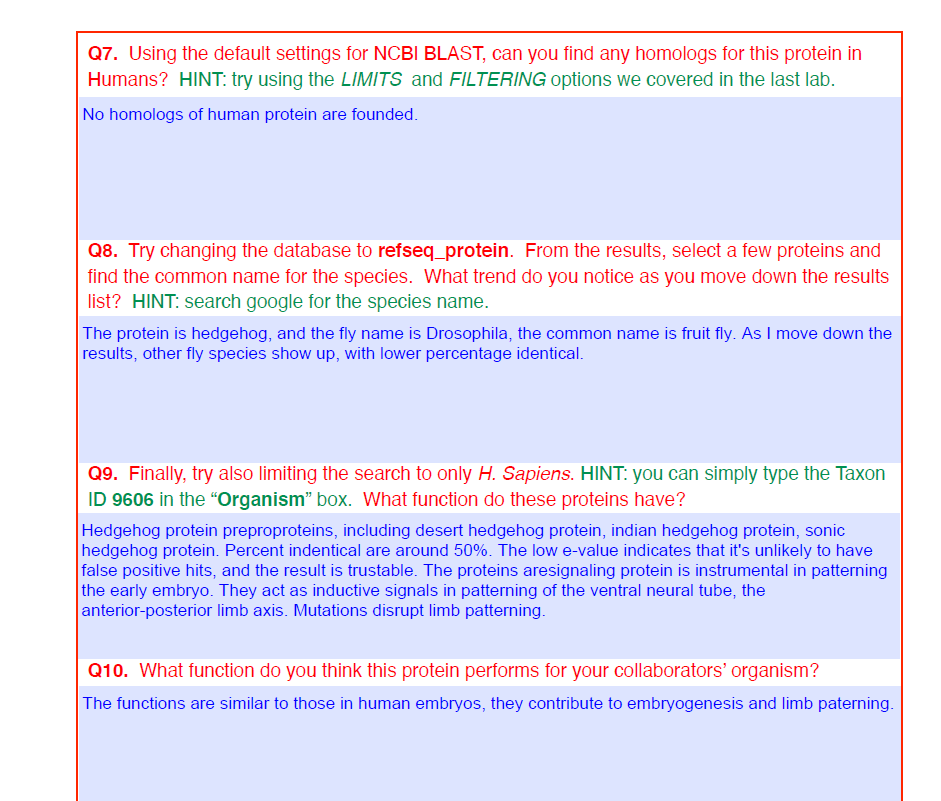 Q7. Using the default settings for NCBI BLAST, can you find any homologs for this protein in
Humans? HINT: try using the LIMITS and FILTERING options we covered in the last lab.
No homologs of human protein are founded.
Q8. Try changing the database to refseq_protein. From the results, select a few proteins and
find the common name for the species. What trend do you notice as you move down the results
list? HINT: search google for the species name.
The protein is hedgehog, and the fly name is Drosophila, the common name is fruit fly. As I move down the
results, other fly species show up, with lower percentage identical.
Q9. Finally, try also limiting the search to only H. Sapiens. HINT: you can simply type the Taxon
ID 9606 in the “Organism” box. What function do these proteins have?
Hedgehog protein preproproteins, including desert hedgehog protein, indian hedgehog protein, sonic
hedgehog protein. Percent indentical are around 50%. The low e-value indicates that it's unlikely to have
false positive hits, and the result is trustable. The proteins aresignaling protein is instrumental in patterning
the early embryo. They act as inductive signals in patterning of the ventral neural tube, the
anterior-posterior limb axis. Mutations disrupt limb patterning.
Q10. What function do you think this protein performs for your collaborators’ organism?
The functions are similar to those in human embryos, they contribute to embryogenesis and limb paterning.